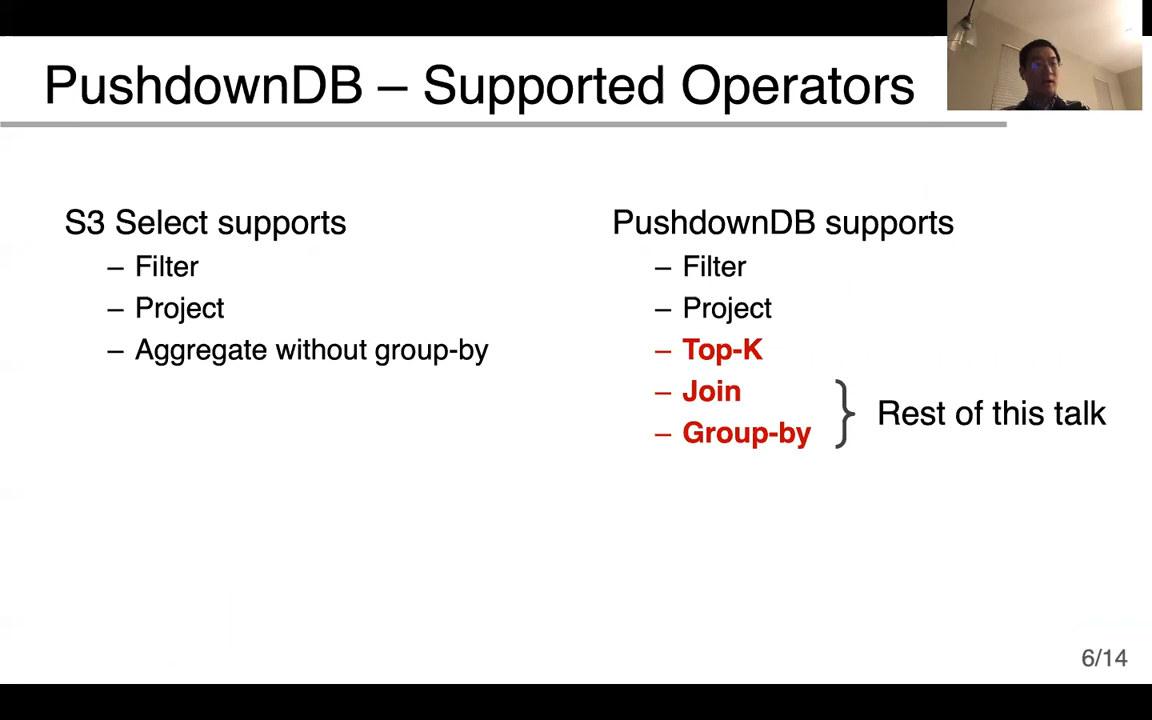 PushdownDB – Supported Operators
S3 Select supports
– Filter
– Project
– Aggregate without group-by
PushdownDB supports
– Filter
– Project
– Top-K
– Join
– Group-by
Rest of this talk
6/14